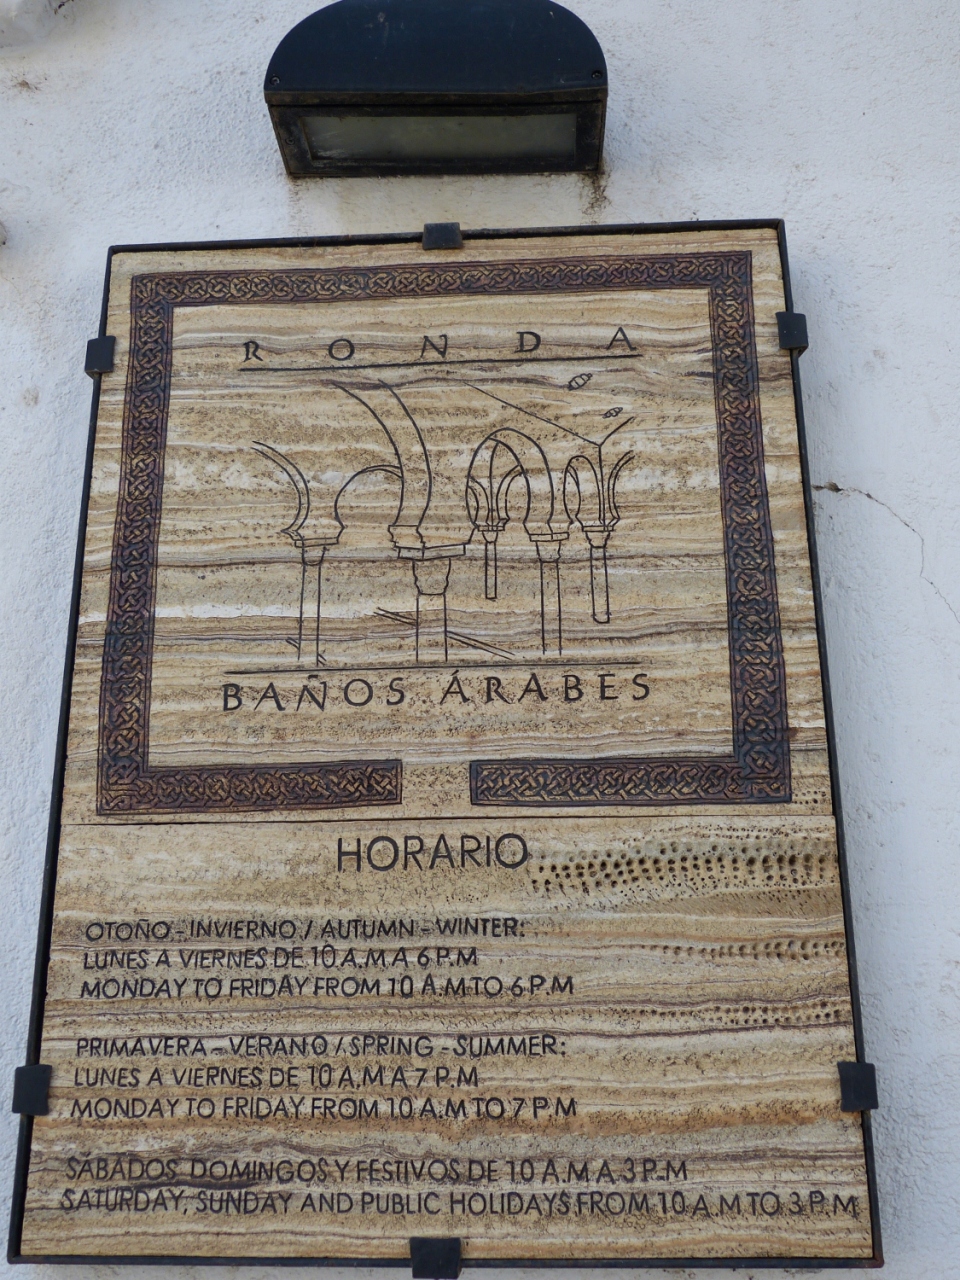 RONDA
BAÑOS ÁRABES
HORARIO
OTOÑO - INVIERNO / AUTUMN - WINTER:
LUNES A VIERNES DE 10 A.M A 6 P.M
MONDAY TO FRIDAY FROM 10 A.M TO 6 P.M
PRIMAVERA - VERANO / SPRING - SUMMER:
LUNES A VIERNES DE 10 A.M A 7 P.M
MONDAY TO FRIDAY FROM 10 A.M TO 7 P.M
SÁBADOS, DOMINGOS Y FESTIVOS DE 10 A.M A 3 P.M
SATURDAY, SUNDAY AND PUBLIC HOLIDAYS FROM 10 A.M TO 3 P.M